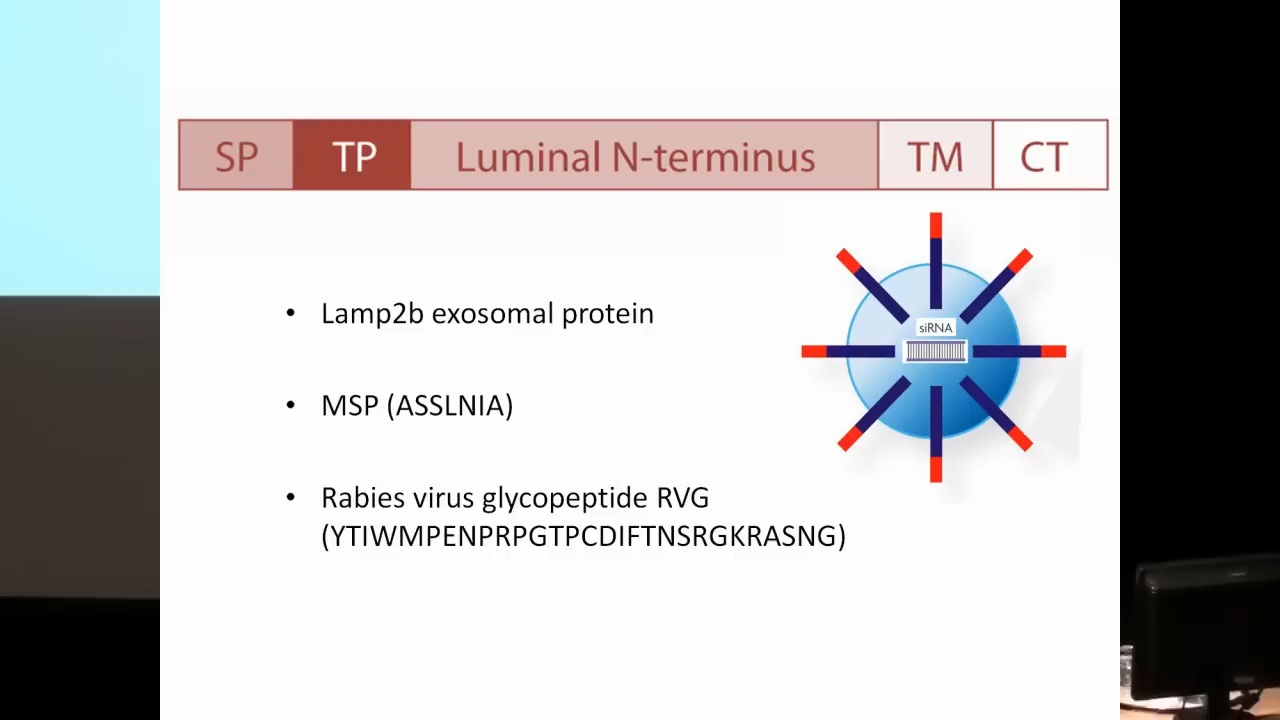 SP TP Luminal N-terminus TM CT
• Lamp2b exosomal protein
siRNA
• MSP (ASSLNIA)
• Rabies virus glycopeptide RVG
(YTIWMPENPRPGTPCDIFTNSRGKRASNG)